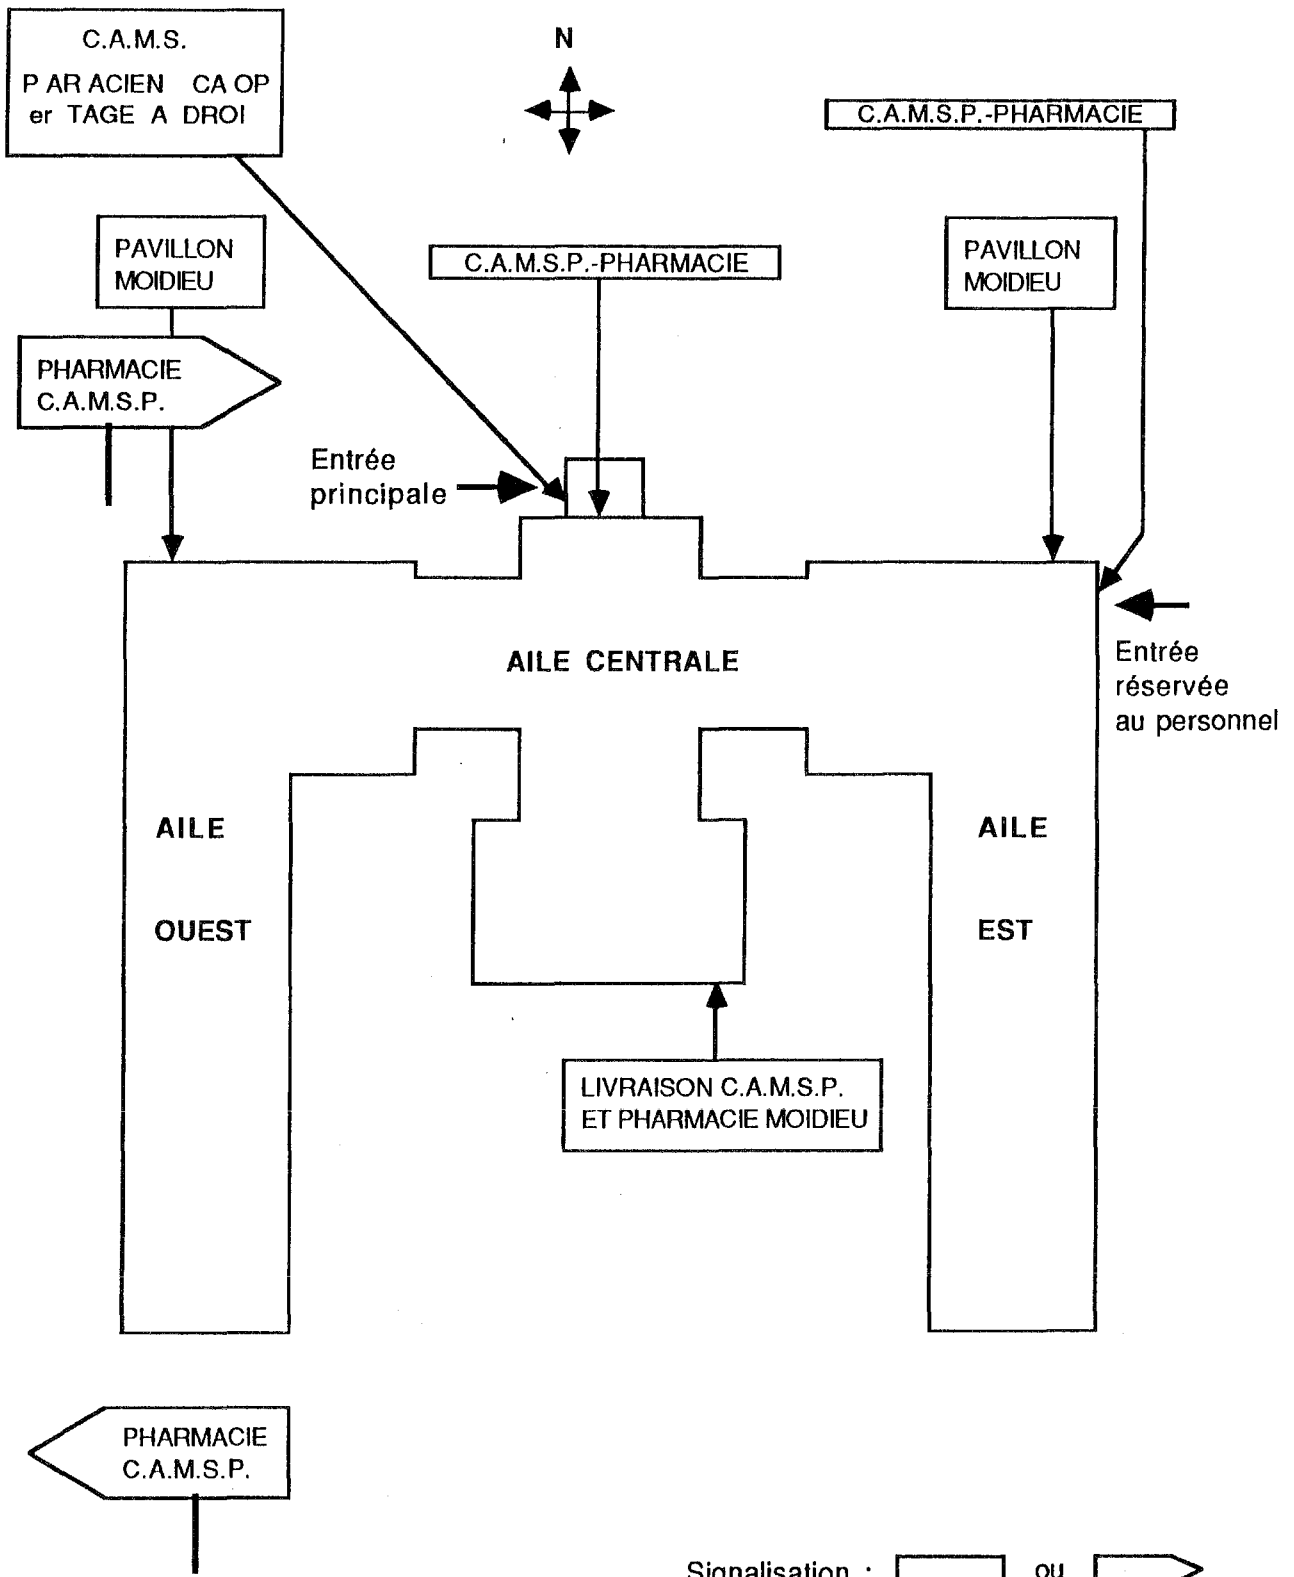 C.A.M.S.
P AR ACIEN CA OP
er TAGE A DROI
N
C.A.M.S.P.-PHARMACIE
PAVILLON
MOIDIEU
C.A.M.S.P.-PHARMACIE
PAVILLON
MOIDIEU
PHARMACIE
C.A.M.S.P.
Entrée
principale
AILE CENTRALE
Entrée
réservée
au personnel
AILE
OUEST
AILE
EST
LIVRAISON C.A.M.S.P.
ET PHARMACIE MOIDIEU
PHARMACIE
C.A.M.S.P.
Signalisation : ou